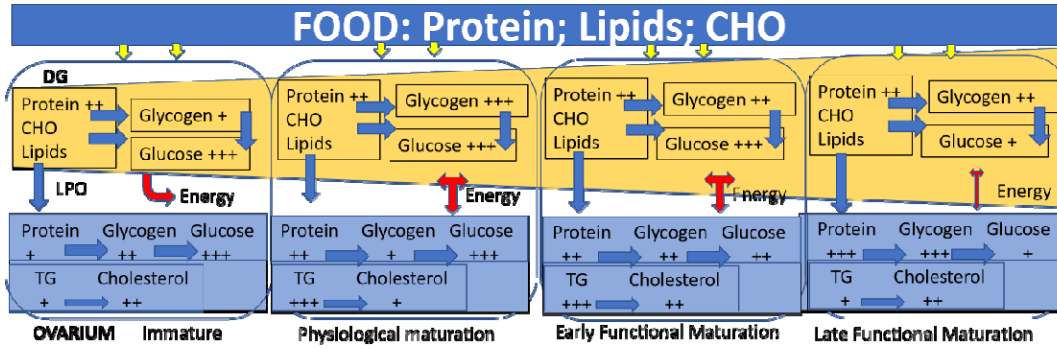 FOOD: Protein; Lipids; CHO
DG
Protein ++
CHO
Lipids
Glycogen +
Glucose +++
LPO
Energy
Protein Glycogen Glucose
+ ++ +++
TG Cholesterol
+ ++
OVARIUM Immature
Protein ++
CHO
Lipids
Glycogen +++
Glucose +++
Energy
Protein Glycogen Glucose
++ + +++
TG Cholesterol
+++ +
Physiological maturation
Protein ++
CHO
Lipids
Glycogen ++
Glucose +++
Energy
Protein Glycogen Glucose
++ ++ ++
TG Cholesterol
+++ ++
Early Functional Maturation
Protein ++
CHO
Lipids
Glycogen ++
Glucose +
Energy
Protein Glycogen Glucose
+++ +++ +
TG Cholesterol
+ ++
Late Functional Maturation